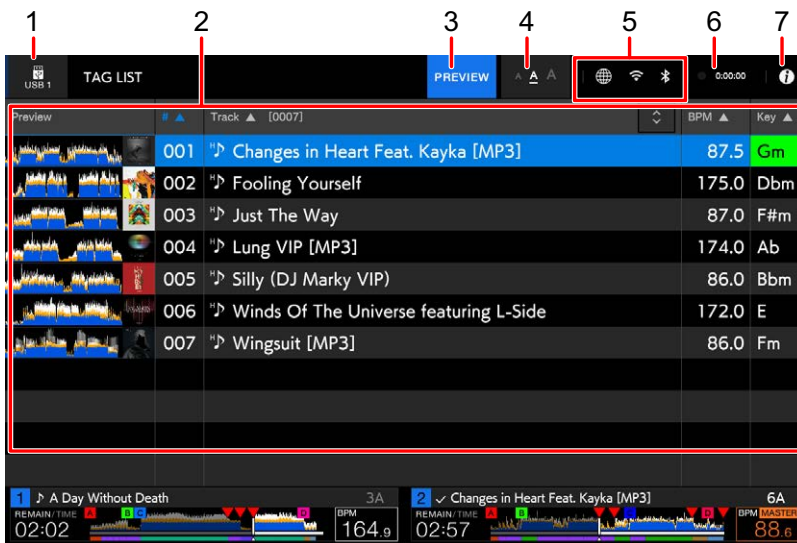 1 2 3 4 5 6 7
USB 1 TAG LIST PREVIEW A A A 0:00:00 i
Preview # ▲ Track ▲ [0007] BPM ▲ Key ▲
001 H♪ Changes in Heart Feat. Kayka [MP3] 87.5 Gm
002 H♪ Fooling Yourself 175.0 Dbm
003 H♪ Just The Way 87.0 F#m
004 H♪ Lung VIP [MP3] 174.0 Ab
005 H♪ Silly (DJ Marky VIP) 86.0 Bbm
006 H♪ Winds Of The Universe featuring L-Side 172.0 E
007 H♪ Wingsuit [MP3] 86.0 Fm
1 ♪ A Day Without Death 3A
REMAIN/TIME A B C D BPM
02:02 164.9
2 ✓ Changes in Heart Feat. Kayka [MP3] 6A
REMAIN/TIME A B D BPM MASTER
02:57 88.6